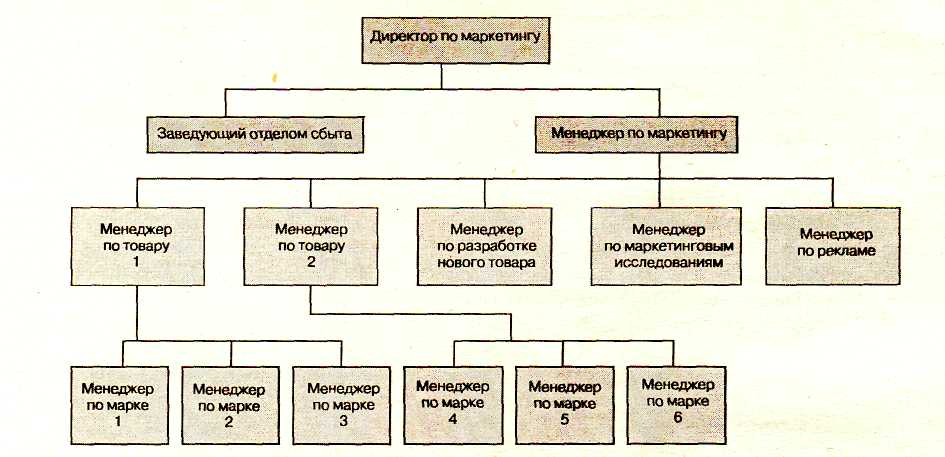 Директор по маркетингу
Заведующий отделом сбыта
Менеджер по маркетингу
Менеджер
по товару
1
Менеджер
по товару
2
Менеджер
по разработке
нового товара
Менеджер
по маркетинговым
исследованиям
Менеджер
по рекламе
Менеджер
по марке
1
Менеджер
по марке
2
Менеджер
по марке
3
Менеджер
по марке
4
Менеджер
по марке
5
Менеджер
по марке
6